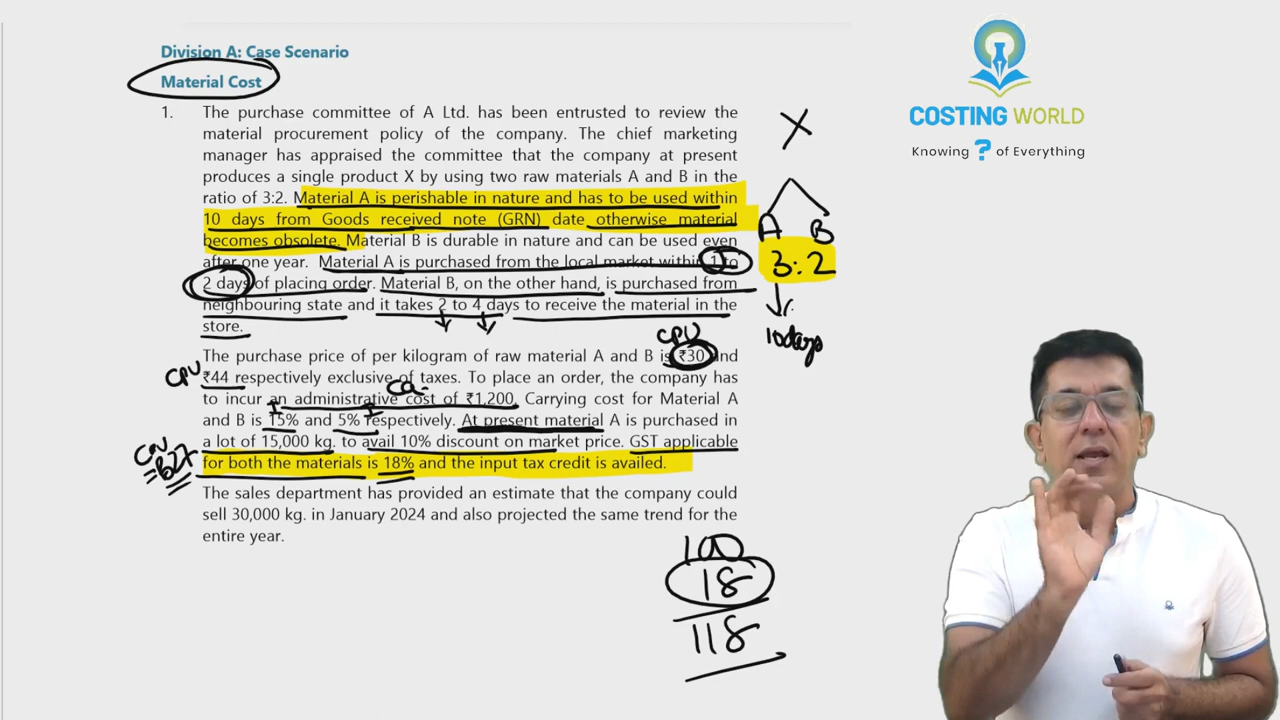 Division A: Case Scenario
Material Cost
1. The purchase committee of A Ltd. has been entrusted to review the
material procurement policy of the company. The chief marketing
manager has appraised the committee that the company at present
produces a single product X by using two raw materials A and B in the
ratio of 3:2. Material A is perishable in nature and has to be used within
10 days from Goods received note (GRN) date otherwise material
becomes obsolete. Material B is durable in nature and can be used even
after one year. Material A is purchased from the local market within 1 to
2 days of placing order. Material B, on the other hand, is purchased from
neighbouring state and it takes 2 to 4 days to receive the material in the
store.
The purchase price of per kilogram of raw material A and B is ₹30 and
₹44 respectively exclusive of taxes. To place an order, the company has
to incur an administrative cost of ₹1,200. Carrying cost for Material A
and B is 15% and 5% respectively. At present material A is purchased in
a lot of 15,000 kg. to avail 10% discount on market price. GST applicable
for both the materials is 18% and the input tax credit is availed.
The sales department has provided an estimate that the company could
sell 30,000 kg. in January 2024 and also projected the same trend for the
entire year.
X
A B
3:2
10days
CPU
CPU
CPU
=₹27
100
18
118
COSTING WORLD
Knowing ? of Everything